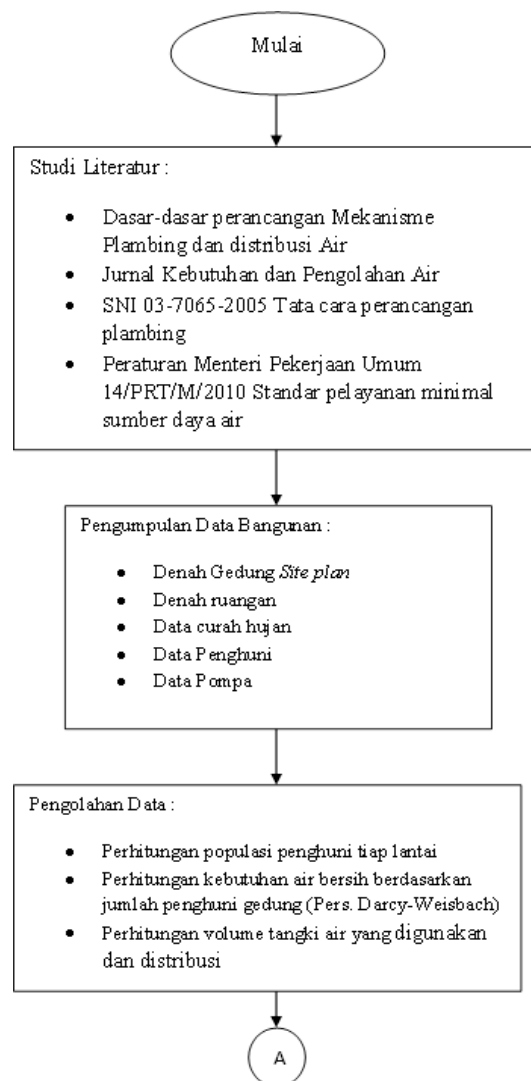 Mulai
Studi Literatur :
• Dasar-dasar perancangan Mekanisme
Plambing dan distribusi Air
• Jurnal Kebutuhan dan Pengolahan Air
• SNI 03-7065-2005 Tata cara perancangan
plambing
• Peraturan Menteri Pekerjaan Umum
14/PRT/M/2010 Standar pelayanan minimal
sumber daya air
Pengumpulan Data Bangunan :
• Denah Gedung Site plan
• Denah ruangan
• Data curah hujan
• Data Penghuni
• Data Pompa
Pengolahan Data :
• Perhitungan populasi penghuni tiap lantai
• Perhitungan kebutuhan air bersih berdasarkan
jumlah penghuni gedung (Pers. Darcy-Weisbach)
• Perhitungan volume tangki air yang digunakan
dan distribusi
A